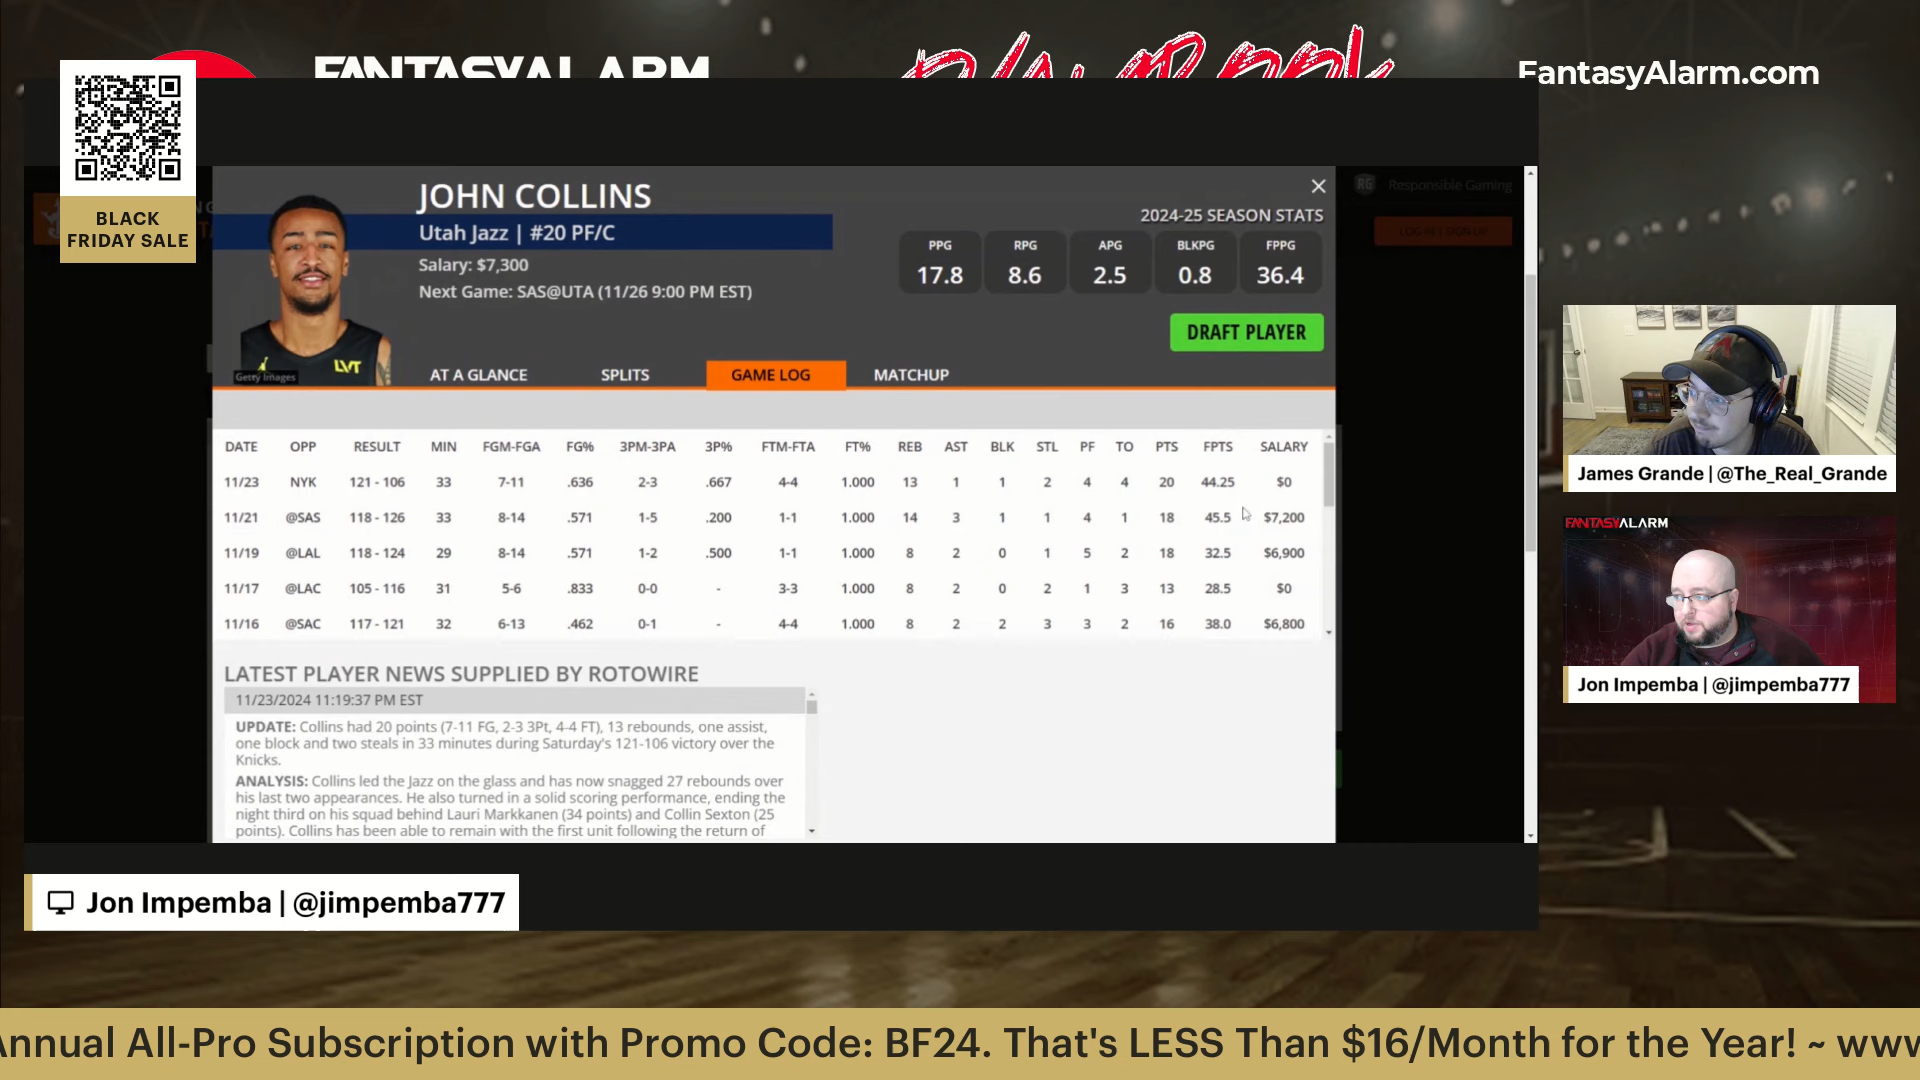 FANTASYALARM
FantasyAlarm.com
BLACK
FRIDAY SALE
JOHN COLLINS
Utah Jazz | #20 PF/C
Salary: $7,300
Next Game: SAS@UTA (11/26 9:00 PM EST)
Getty Images
LVT
RG Responsible Gaming
2024-25 SEASON STATS
PPG RPG APG BLKPG FPPG
17.8 8.6 2.5 0.8 36.4
DRAFT PLAYER
AT A GLANCE SPLITS GAME LOG MATCHUP
DATE OPP RESULT MIN FGM-FGA FG% 3PM-3PA 3P% FTM-FTA FT% REB AST BLK STL PF TO PTS FPTS SALARY
11/23 NYK 121 - 106 33 7-11 .636 2-3 .667 4-4 1.000 13 1 1 2 4 4 20 44.25 $0
11/21 @SAS 118 - 126 33 8-14 .571 1-5 .200 1-1 1.000 14 3 1 1 4 1 18 45.5 $7,200
11/19 @LAL 118 - 124 29 8-14 .571 1-2 .500 1-1 1.000 8 2 0 1 5 2 18 32.5 $6,900
11/17 @LAC 105 - 116 31 5-6 .833 0-0 - 3-3 1.000 8 2 0 2 1 3 13 28.5 $0
11/16 @SAC 117 - 121 32 6-13 .462 0-1 - 4-4 1.000 8 2 2 3 3 2 16 38.0 $6,800
LATEST PLAYER NEWS SUPPLIED BY ROTOWIRE
11/23/2024 11:19:37 PM EST
UPDATE: Collins had 20 points (7-11 FG, 2-3 3Pt, 4-4 FT), 13 rebounds, one assist,
one block and two steals in 33 minutes during Saturday's 121-106 victory over the
Knicks.
ANALYSIS: Collins led the Jazz on the glass and has now snagged 27 rebounds over
his last two appearances. He also turned in a solid scoring performance, ending the
night third on his squad behind Lauri Markkanen (34 points) and Collin Sexton (25
points). Collins has been able to remain with the first unit following the return of
James Grande | @The_Real_Grande
FANTASYALARM
Jon Impemba | @jimpemba777
Jon Impemba | @jimpemba777
Annual All-Pro Subscription with Promo Code: BF24. That's LESS Than $16/Month for the Year! ~ www